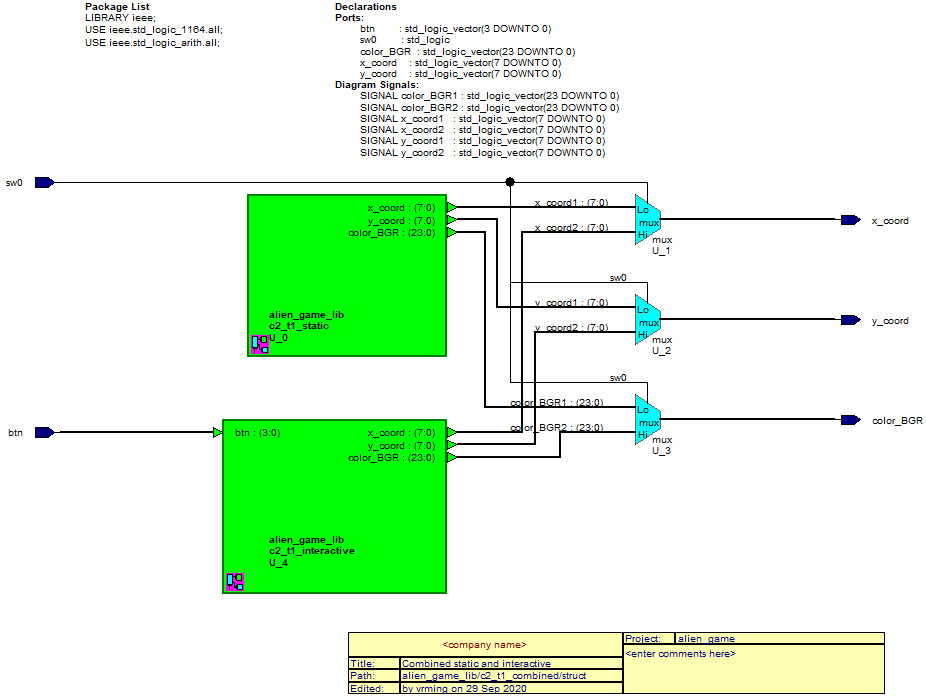 Package List
LIBRARY ieee;
USE ieee.std_logic_1164.all;
USE ieee.std_logic_arith.all;
Declarations
Ports:
btn : std_logic_vector(3 DOWNTO 0)
sw0 : std_logic
color_BGR : std_logic_vector(23 DOWNTO 0)
x_coord : std_logic_vector(7 DOWNTO 0)
y_coord : std_logic_vector(7 DOWNTO 0)
Diagram Signals:
SIGNAL color_BGR1 : std_logic_vector(23 DOWNTO 0)
SIGNAL color_BGR2 : std_logic_vector(23 DOWNTO 0)
SIGNAL x_coord1 : std_logic_vector(7 DOWNTO 0)
SIGNAL x_coord2 : std_logic_vector(7 DOWNTO 0)
SIGNAL y_coord1 : std_logic_vector(7 DOWNTO 0)
SIGNAL y_coord2 : std_logic_vector(7 DOWNTO 0)
sw0
x_coord : (7:0)
y_coord : (7:0)
color_BGR : (23:0)
alien_game_lib
c2_t1_static
U_0
x_coord1 : (7:0)
x_coord2 : (7:0)
Lo
mux
Hi
mux
U_1
x_coord
sw0
y_coord1 : (7:0)
y_coord2 : (7:0)
Lo
mux
Hi
mux
U_2
y_coord
sw0
color_BGR1 : (23:0)
color_BGR2 : (23:0)
Lo
mux
Hi
mux
U_3
color_BGR
btn
btn : (3:0)
x_coord : (7:0)
y_coord : (7:0)
color_BGR : (23:0)
alien_game_lib
c2_t1_interactive
U_4
<company name>
Title: Combined static and interactive
Path: alien_game_lib/c2_t1_combined/struct
Edited: by vrming on 29 Sep 2020
Project: alien_game
<enter comments here>